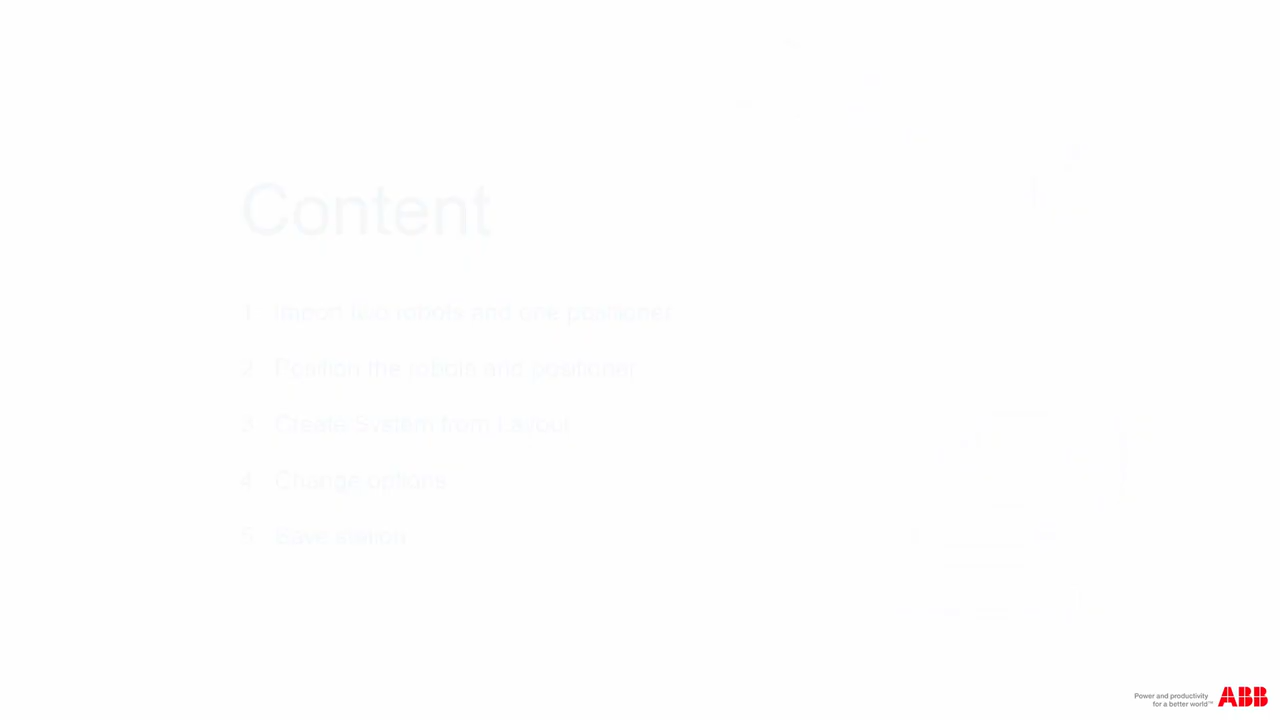 Content
1. Import two robots and one positioner
2. Position the robots and positioner
3. Create System from Layout
4. Change options
5. Save station
Power and productivity
for a better world™
ABB